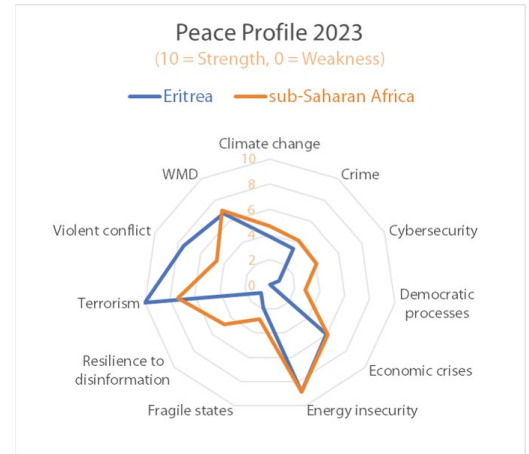 Peace Profile 2023
(10 = Strength, 0 = Weakness)
Eritrea sub-Saharan Africa
Climate change
10
8
6
4
2
0
WMD
Crime
Violent conflict
Cybersecurity
Terrorism
Democratic
processes
Resilience to
disinformation
Economic crises
Fragile states
Energy insecurity